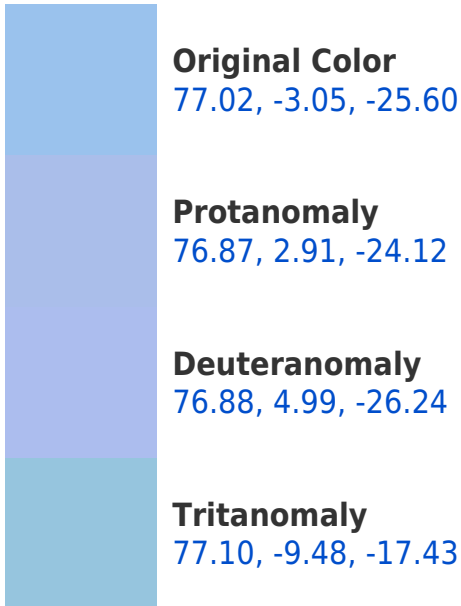 Original Color
77.02, -3.05, -25.60
Protanomaly
76.87, 2.91, -24.12
Deuteranomaly
76.88, 4.99, -26.24
Tritanomaly
77.10, -9.48, -17.43